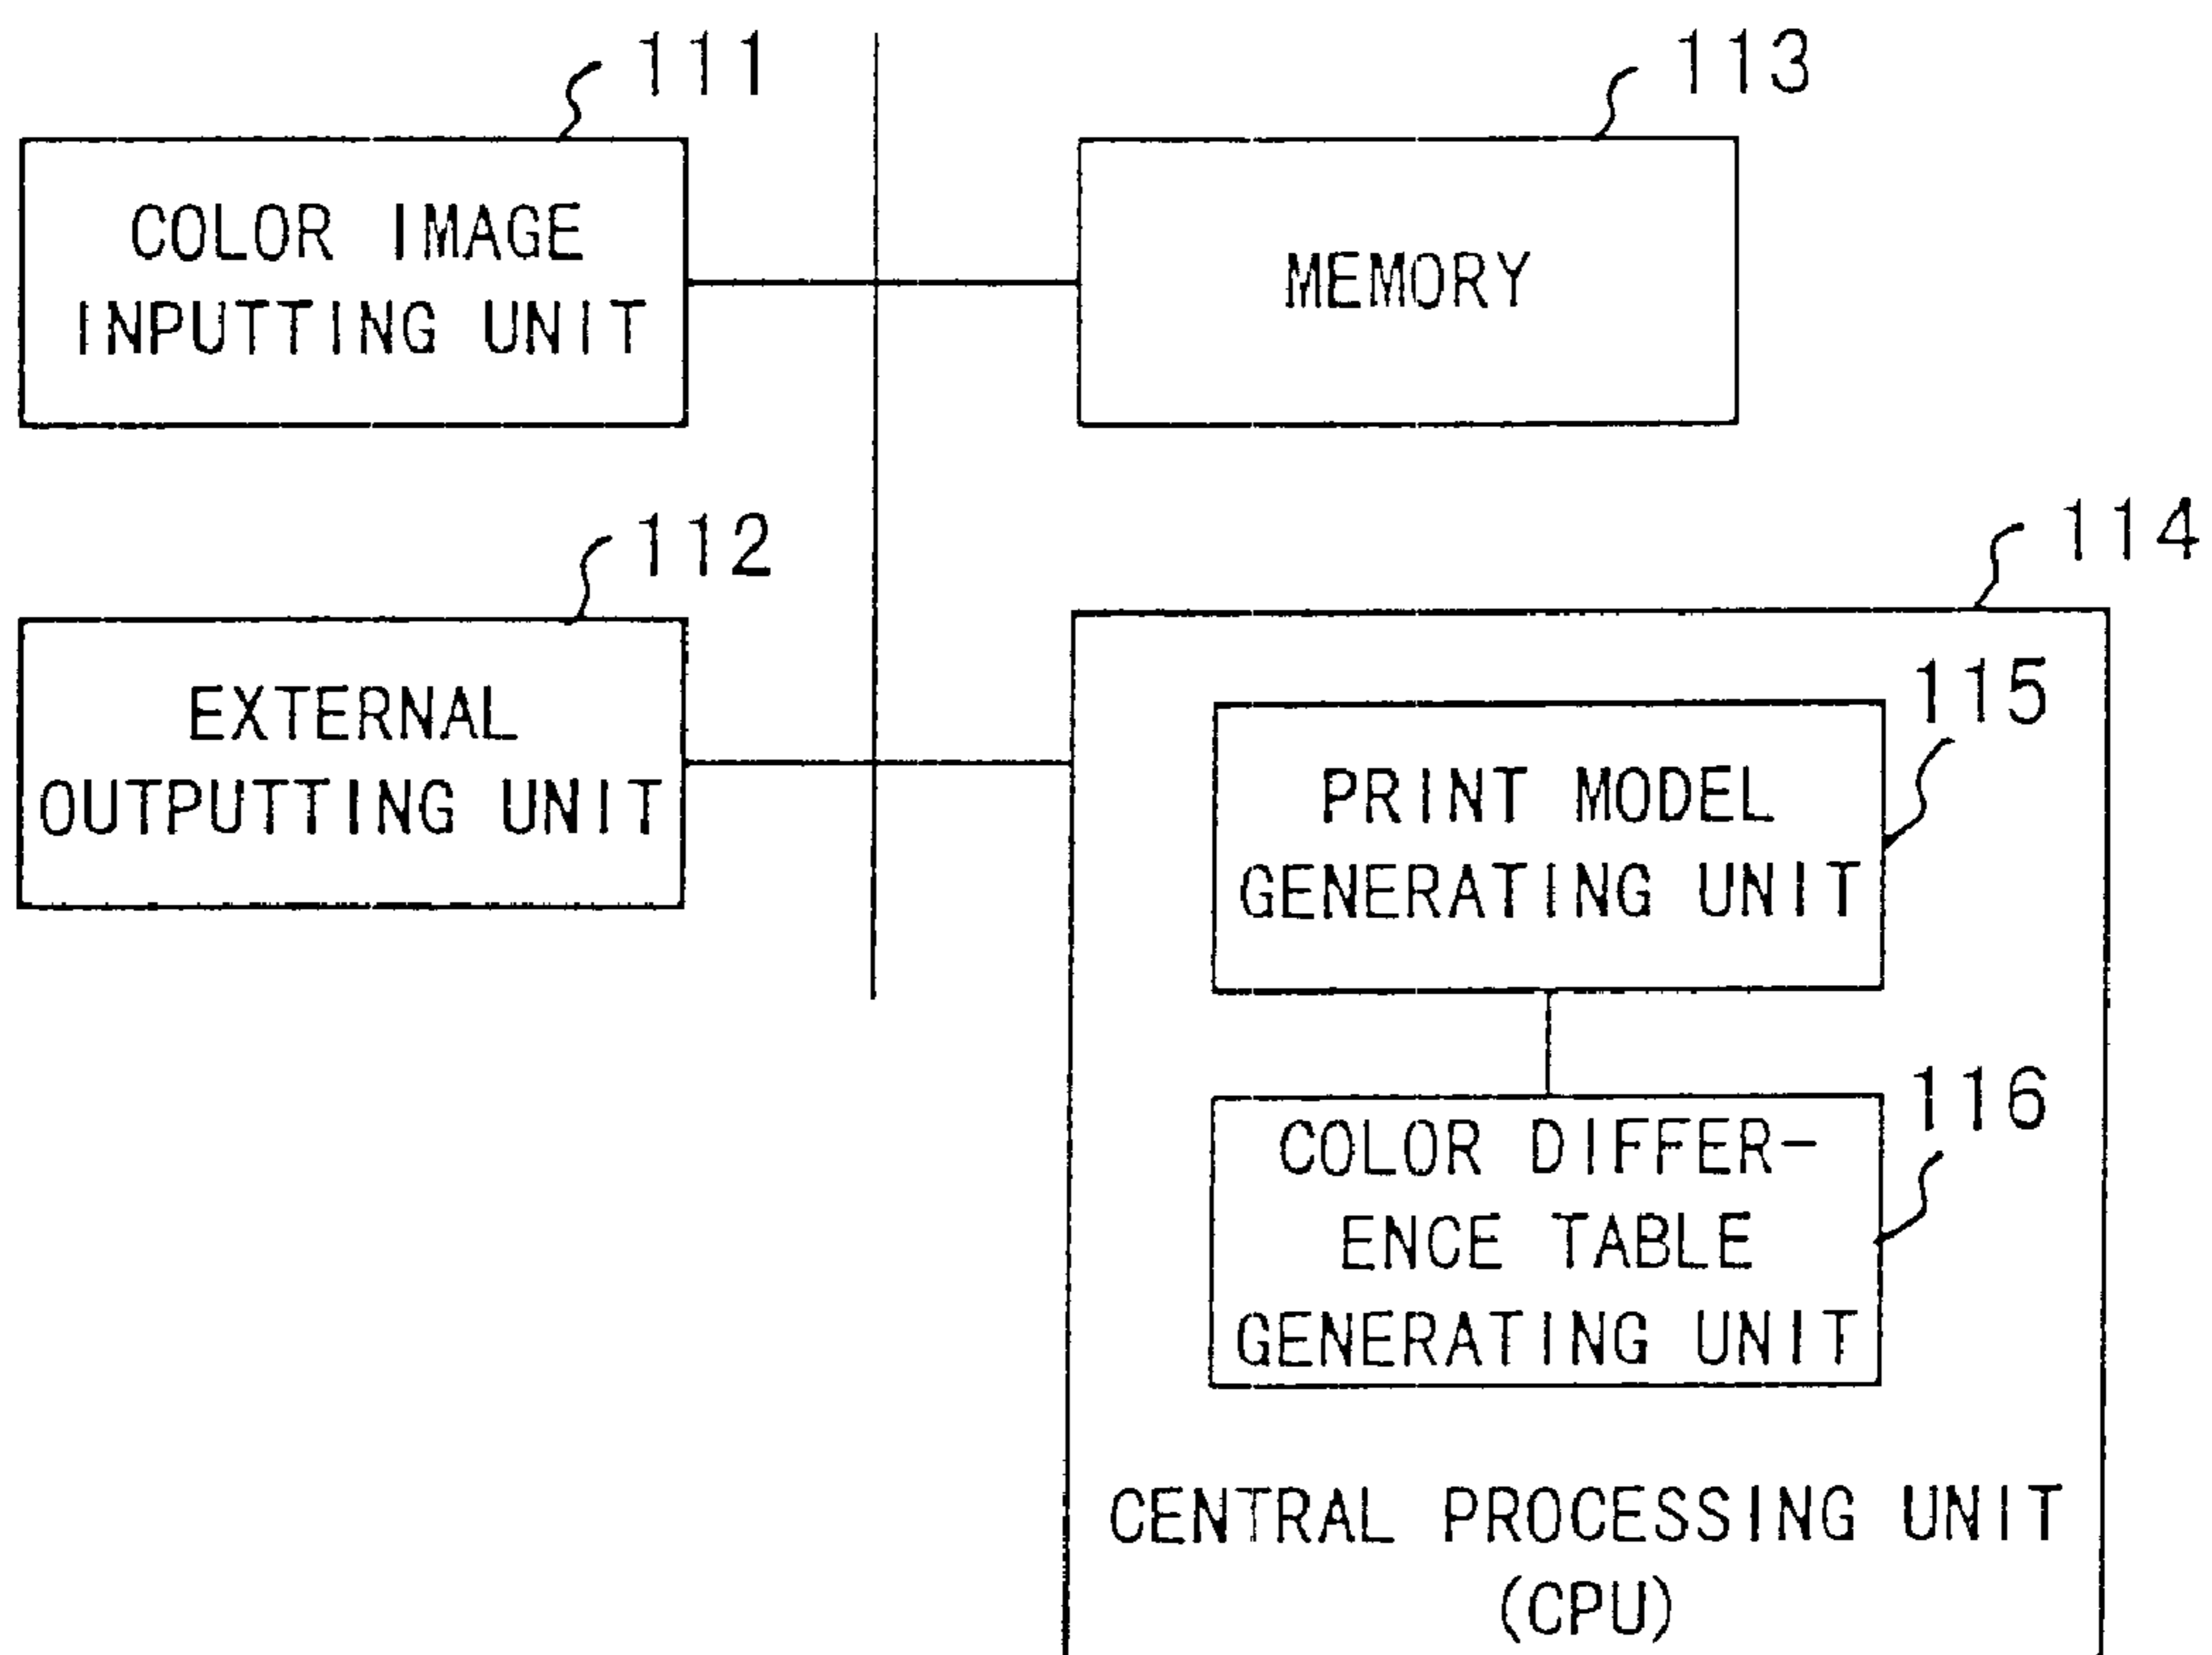 111
COLOR IMAGE
INPUTTING UNIT
113
MEMORY
112
EXTERNAL
OUTPUTTING UNIT
114
115
PRINT MODEL
GENERATING UNIT
116
COLOR DIFFER-
ENCE TABLE
GENERATING UNIT
CENTRAL PROCESSING UNIT
(CPU)